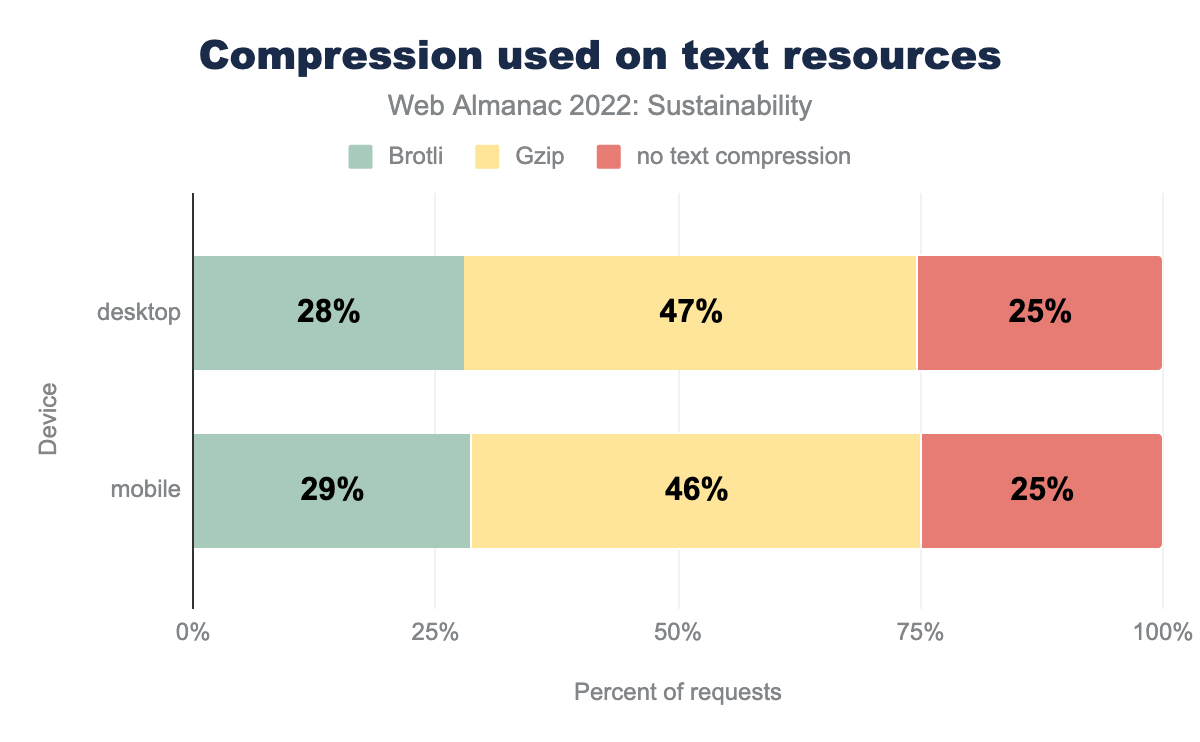 Compression used on text resources
Web Almanac 2022: Sustainability
Brotli Gzip no text compression
desktop 28% 47% 25%
Device
mobile 29% 46% 25%
0% 25% 50% 75% 100%
Percent of requests